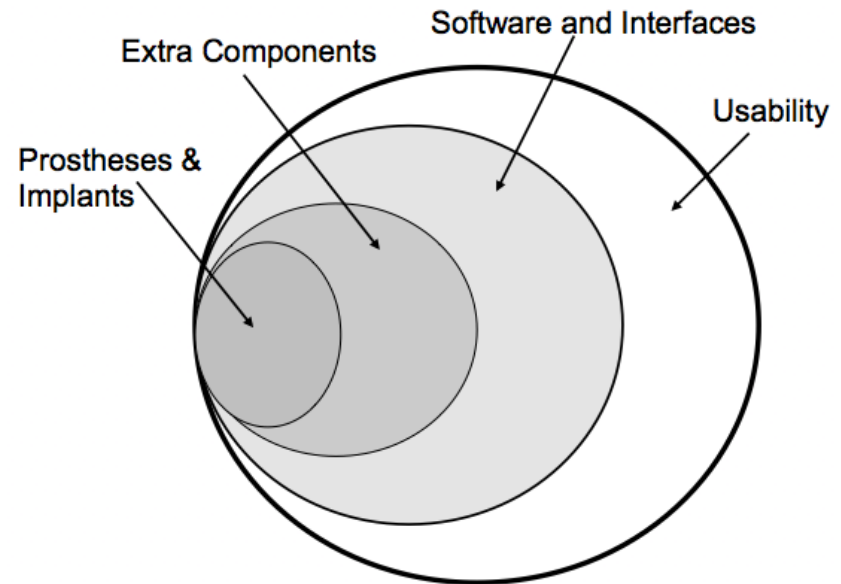 Software and Interfaces
Extra Components
Usability
Prostheses &
Implants